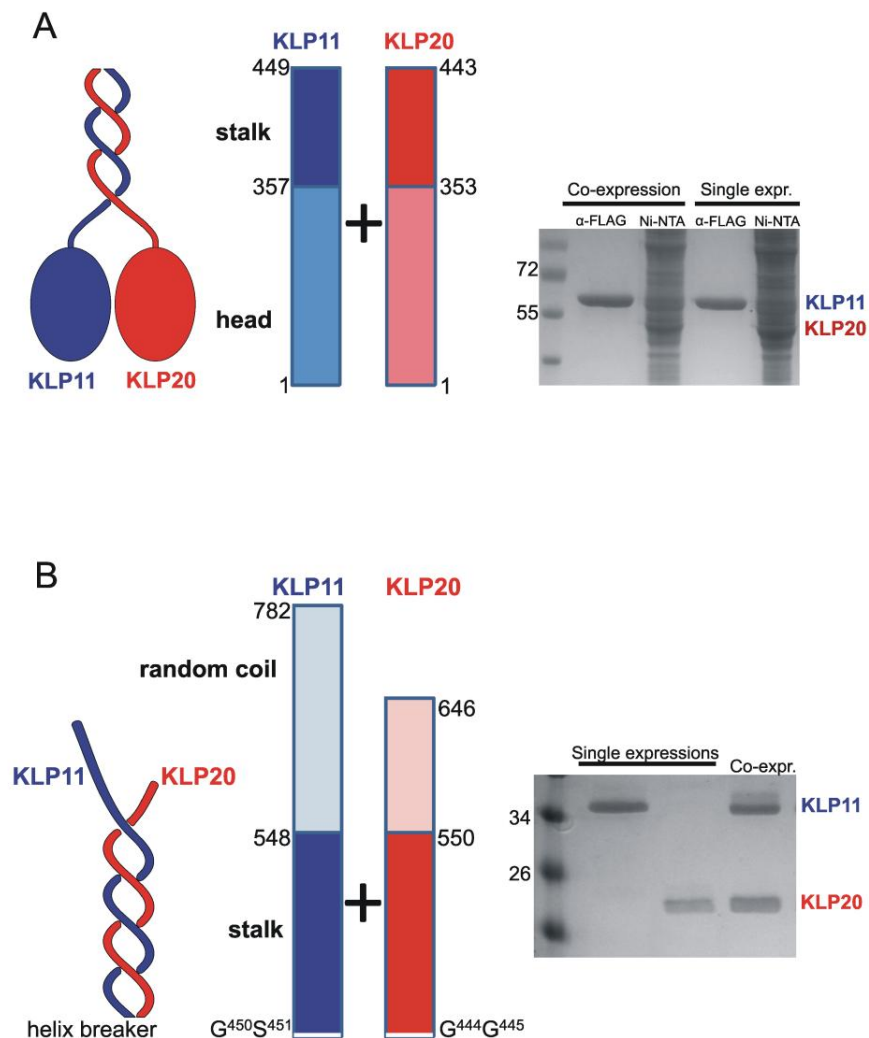 A
KLP11 KLP20
449 443
stalk
357 353
+
head
1 1
KLP11 KLP20
Co-expression Single expr.
α-FLAG Ni-NTA α-FLAG Ni-NTA
72
55
KLP11
KLP20
B
KLP11 KLP20
782
random coil
646
KLP11 KLP20
548 550
+
stalk
helix breaker G450S451 G444G445
Single expressions Co-expr.
34
26
KLP11
KLP20